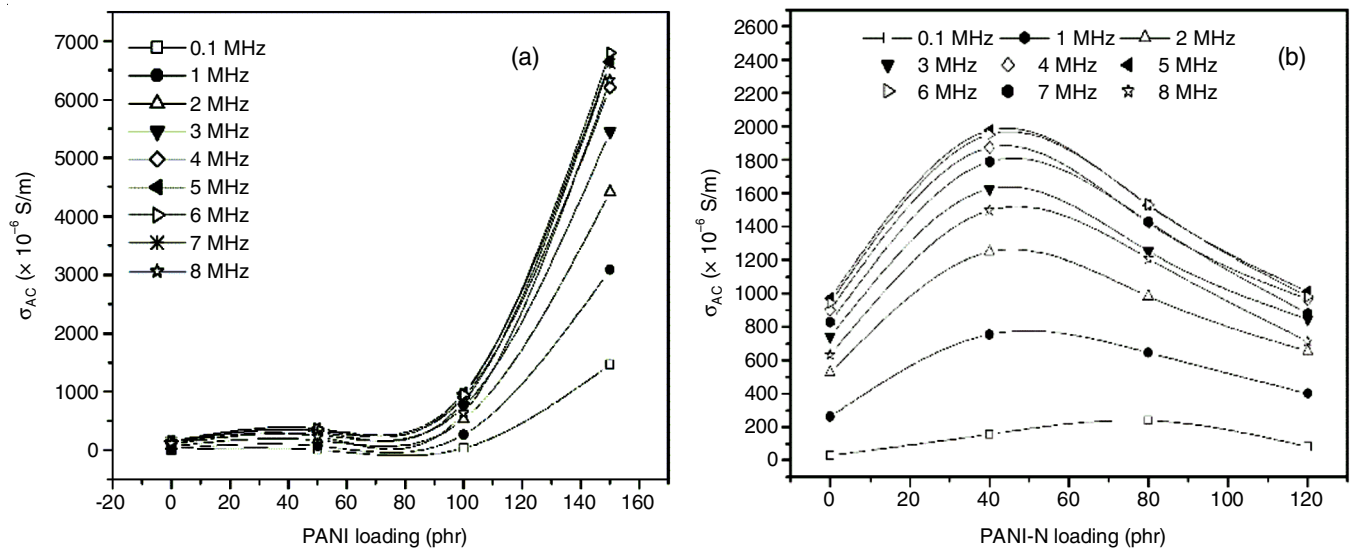 (a)
0.1 MHz
1 MHz
2 MHz
3 MHz
4 MHz
5 MHz
6 MHz
7 MHz
8 MHz
7000
6000
5000
4000
3000
2000
1000
0
σAC (× 10⁻⁶ S/m)
-20 0 20 40 60 80 100 120 140 160
PANI loading (phr)
(b)
0.1 MHz 1 MHz 2 MHz
3 MHz 4 MHz 5 MHz
6 MHz 7 MHz 8 MHz
2600
2400
2200
2000
1800
1600
1400
1200
1000
800
600
400
200
0
σAC (× 10⁻⁶ S/m)
0 20 40 60 80 100 120
PANI-N loading (phr)